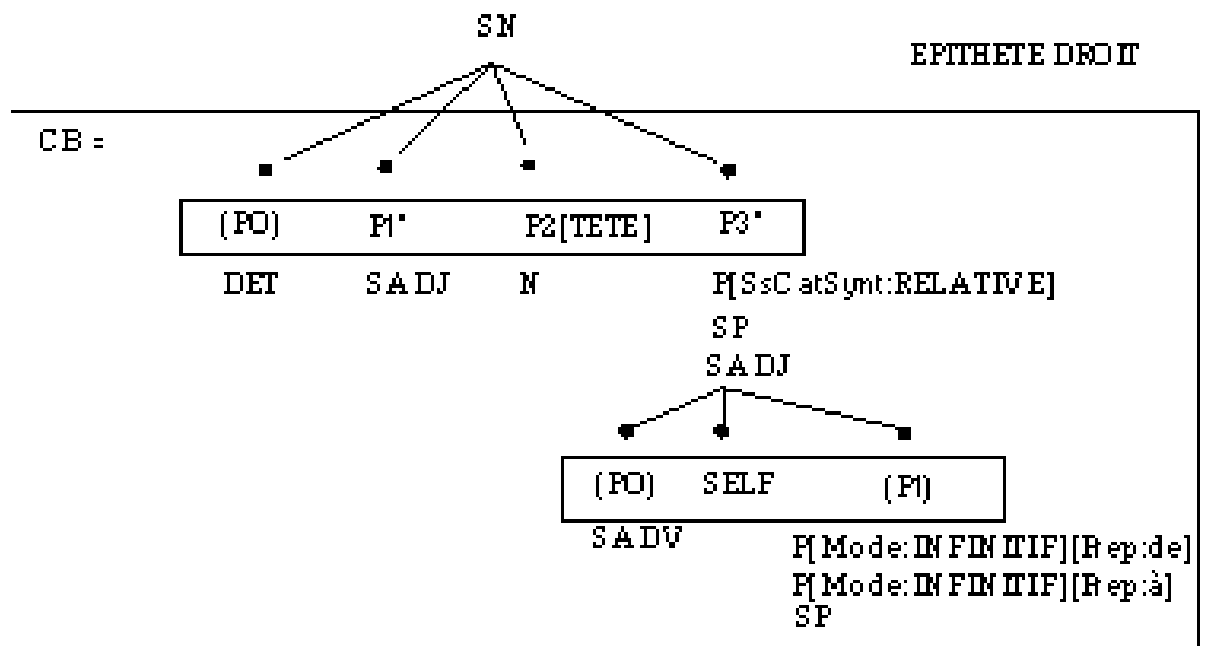 SN
EPITHETE DROIT
CB =
(P0) P1* P2[TETE] P3*
DET SADJ N P[SsCatSynt:RELATIVE]
SP
SADJ
(P0) SELF (P1)
SADV
P[Mode:INFINITIF][Prep:de]
P[Mode:INFINITIF][Prep:à]
SP